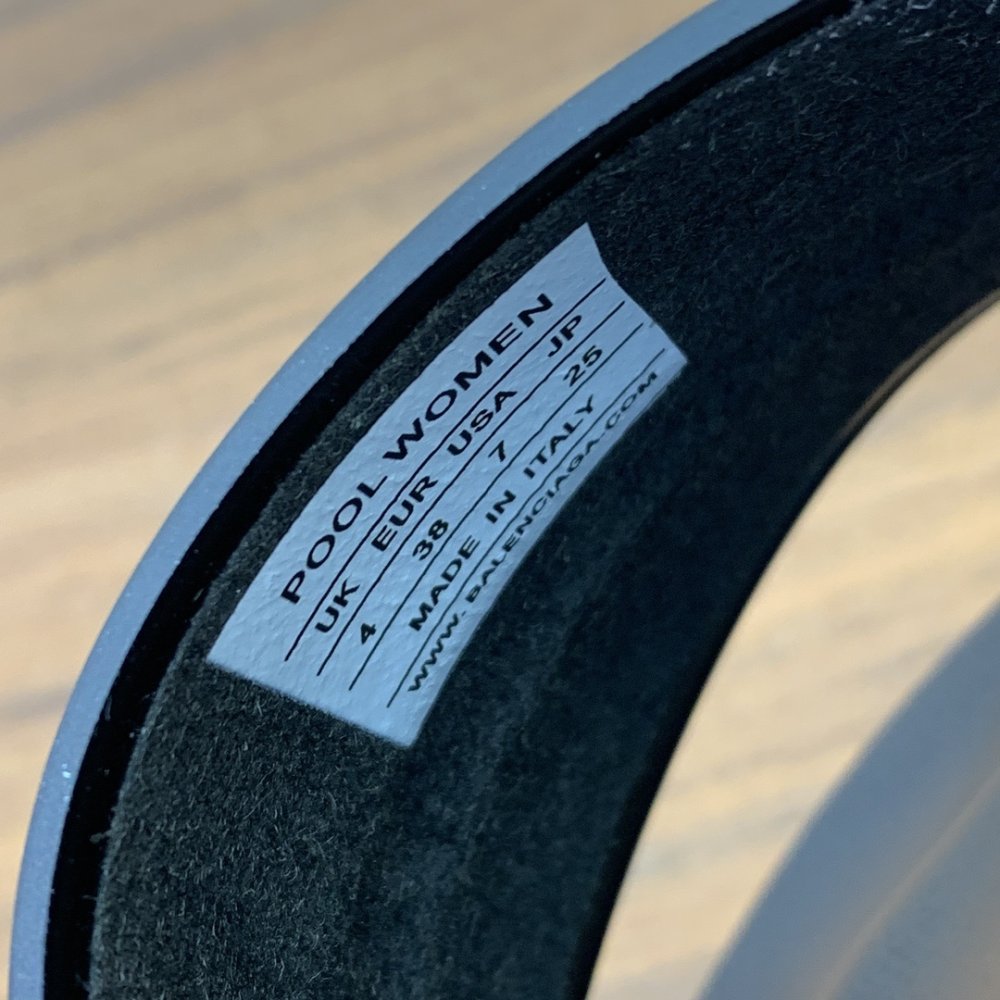 POOL WOMEN
UK EUR USA JP
4 38 7 25
MADE IN ITALY
WWW. BALENCIAGA.COM